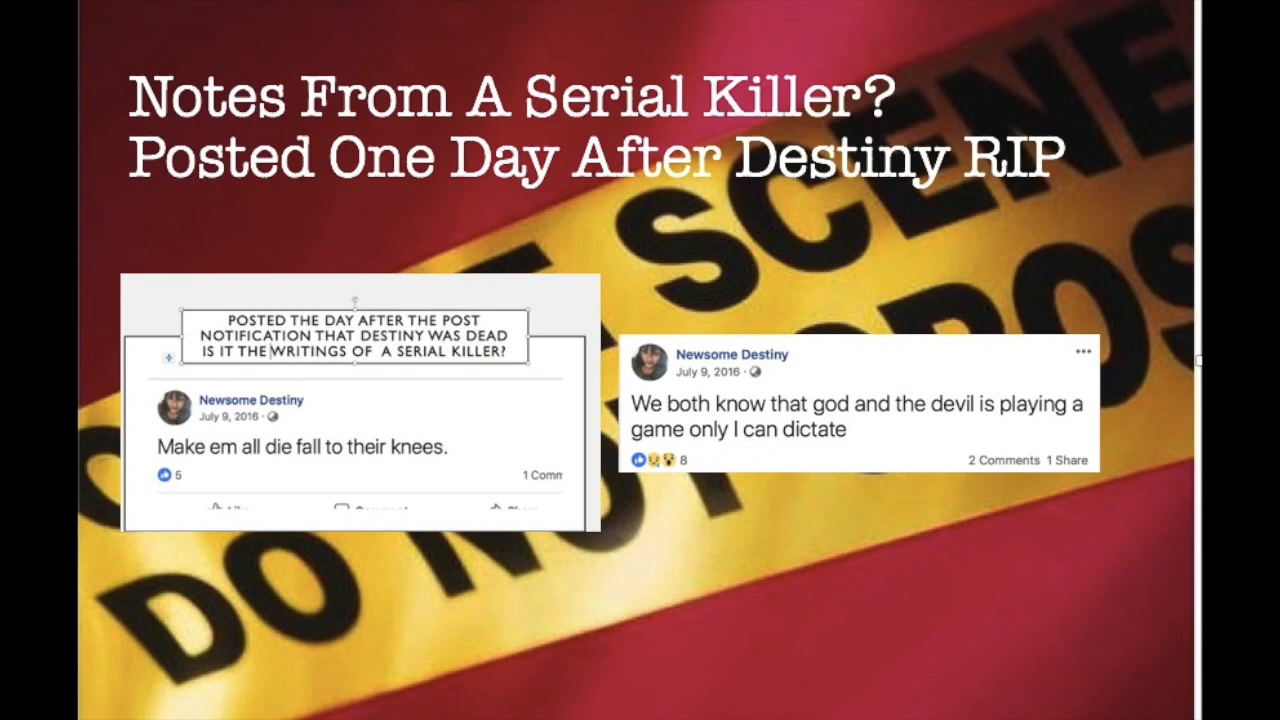 Notes From A Serial Killer?
Posted One Day After Destiny RIP
SCENE
DO NOT
POSTED THE DAY AFTER THE POST
NOTIFICATION THAT DESTINY WAS DEAD
IS IT THE WRITINGS OF A SERIAL KILLER?
Newsome Destiny
July 9, 2016
Make em all die fall to their knees.
5
1 Comm
Newsome Destiny
July 9, 2016
We both know that god and the devil is playing a
game only I can dictate
8 2 Comments 1 Share